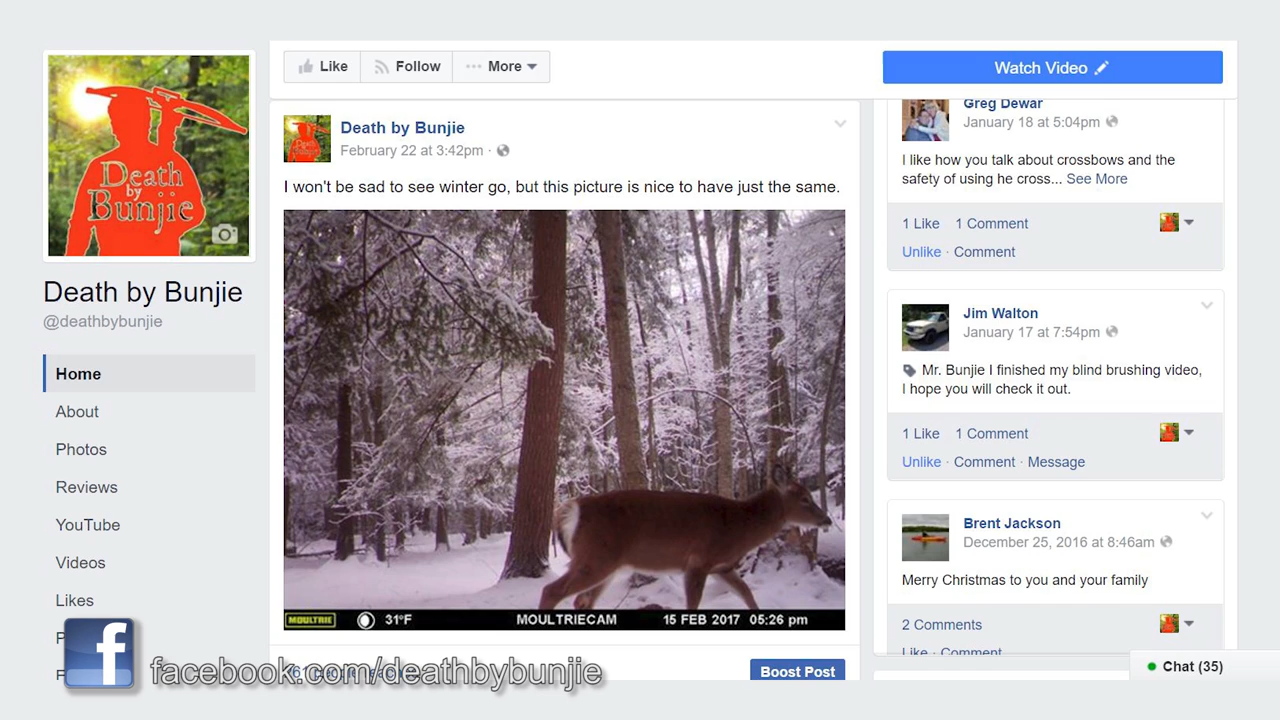 Like
Follow
More
Watch Video
Death
by
Bunjie
Death by Bunjie
@deathbybunjie
Home
About
Photos
Reviews
YouTube
Videos
Likes
Death by Bunjie
February 22 at 3:42pm ·
I won't be sad to see winter go, but this picture is nice to have just the same.
MOULTRIE
31°F
MOULTRIECAM
15 FEB 2017 05:26 pm
Boost Post
Greg Dewar
January 18 at 5:04pm
I like how you talk about crossbows and the
safety of using he cross... See More
1 Like 1 Comment
Unlike · Comment
Jim Walton
January 17 at 7:54pm
Mr. Bunjie I finished my blind brushing video,
I hope you will check it out.
1 Like 1 Comment
Unlike · Comment · Message
Brent Jackson
December 25, 2016 at 8:46am
Merry Christmas to you and your family
2 Comments
Like · Comment
Chat (35)
f
facebook.com/deathbybunjie